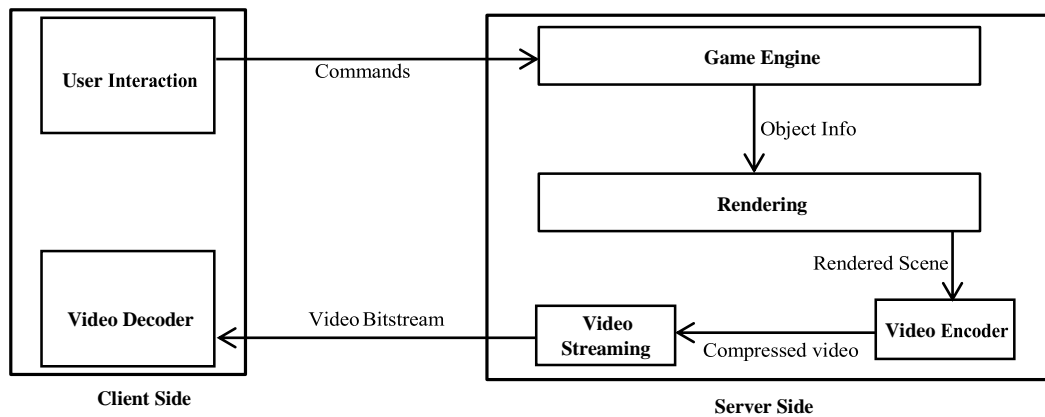 User Interaction
Commands
Game Engine
Object Info
Rendering
Rendered Scene
Video Decoder
Video Bitstream
Video
Streaming
Compressed video
Video Encoder
Client Side
Server Side